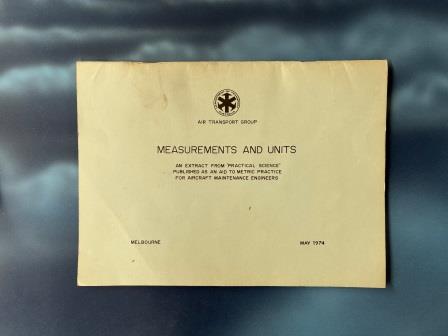 AIR TRANSPORT GROUP
MEASUREMENTS AND UNITS
AN EXTRACT FROM 'PRACTICAL SCIENCE'
PUBLISHED AS AN AID TO METRIC PRACTICE
FOR AIRCRAFT MAINTENANCE ENGINEERS
MELBOURNE MAY 1974